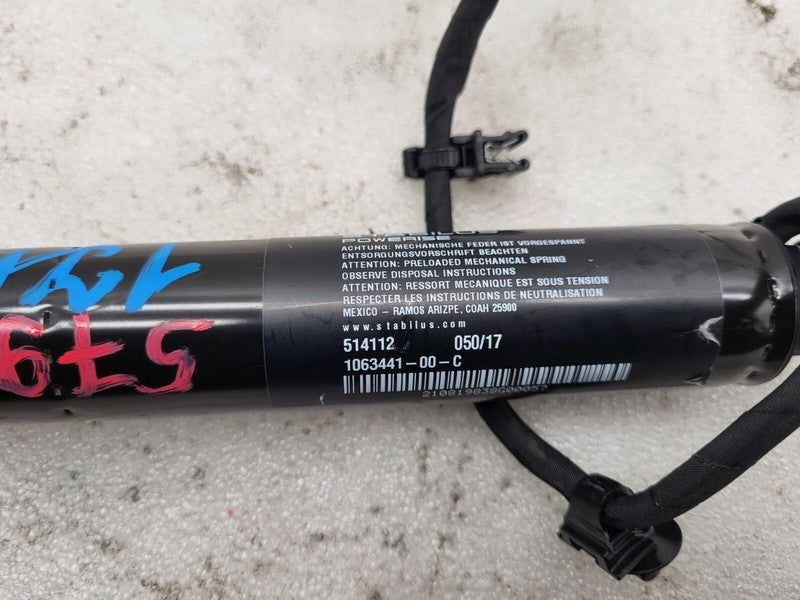 POWERISE
ACHTUNG: MECHANISCHE FEDER IST VORGESPANNT
ENTSORGUNGSVORSCHRIFT BEACHTEN
ATTENTION: PRELOADED MECHANICAL SPRING
OBSERVE DISPOSAL INSTRUCTIONS
ATTENTION: RESSORT MECANIQUE EST SOUS TENSION
RESPECTER LES INSTRUCTIONS DE NEUTRALISATION
MEXICO - RAMOS ARIZPE, COAH 25900
www.stabilus.com
514112 050/17
1063441-00-C
210819838G00057
579